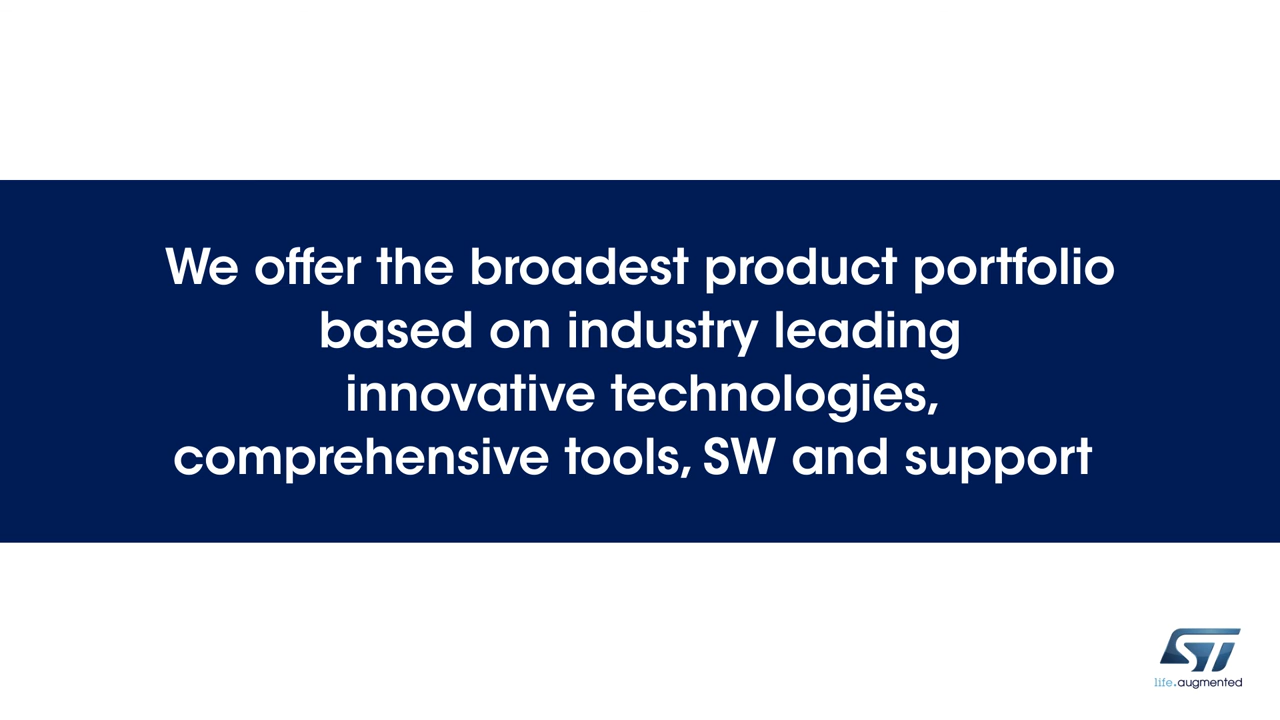 We offer the broadest product portfolio
based on industry leading
innovative technologies,
comprehensive tools, SW and support
ST
life.augmented